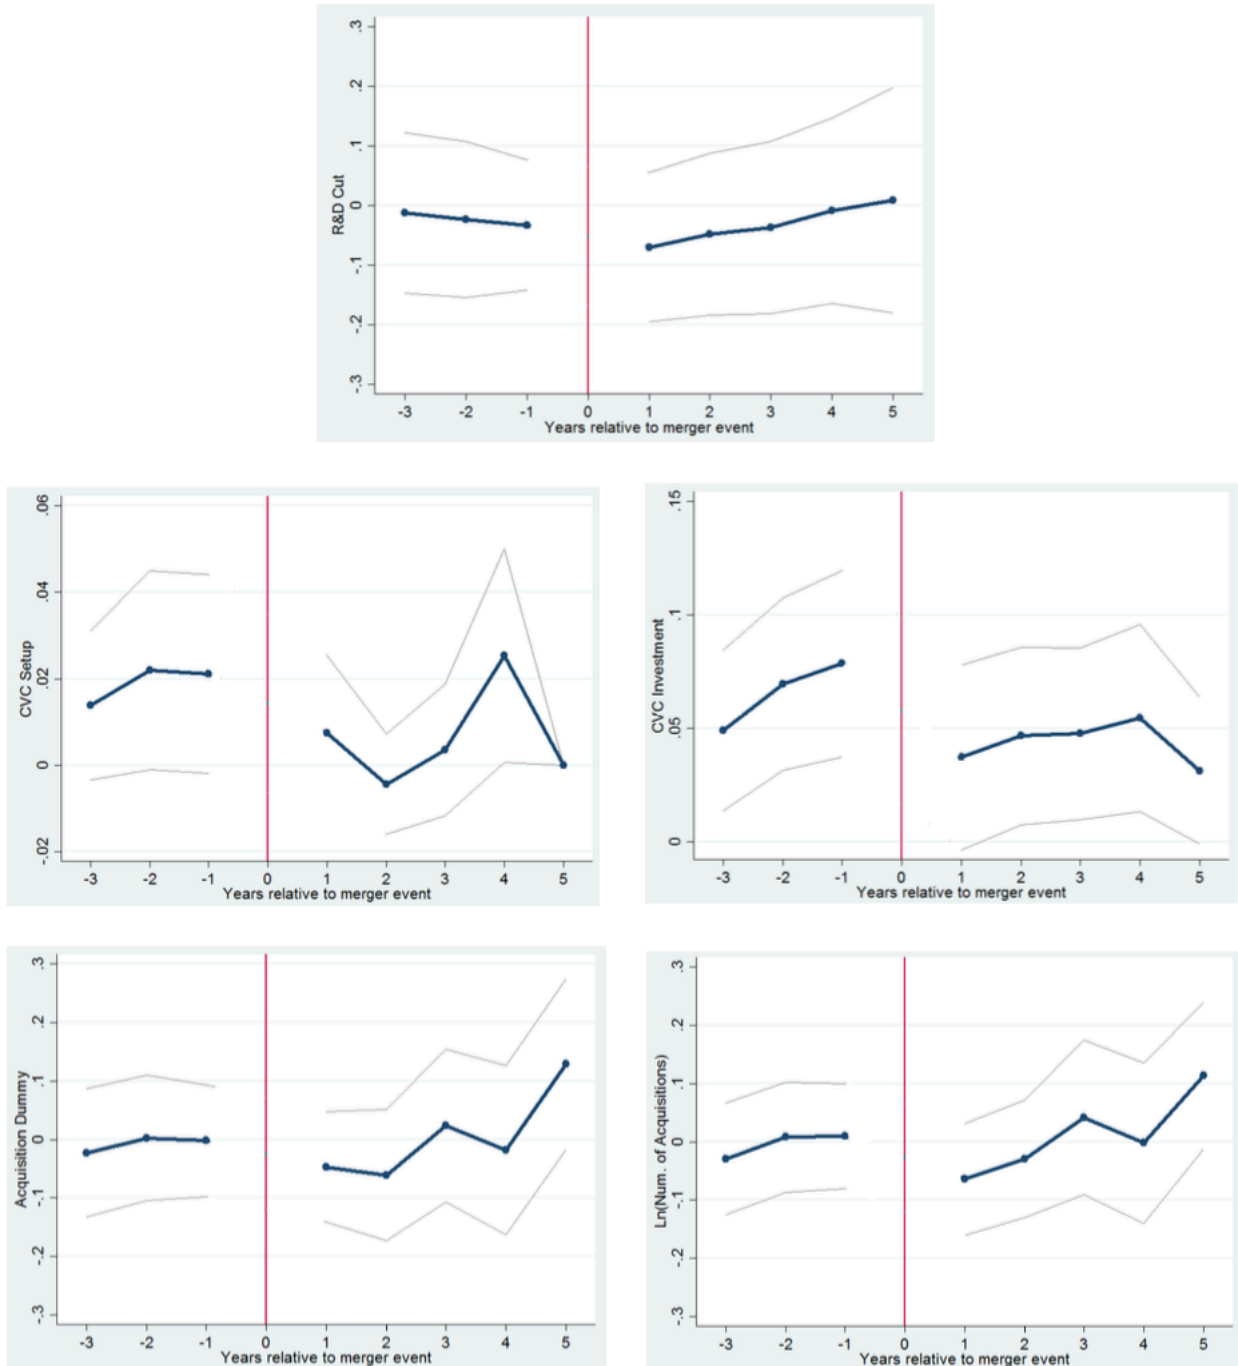 R&D Cut
.3
.2
.1
0
-.1
-.2
-.3
-3 -2 -1 0 1 2 3 4 5
Years relative to merger event
CVC Setup
.06
.04
.02
0
-.02
-3 -2 -1 0 1 2 3 4 5
Years relative to merger event
CVC Investment
.15
.1
.05
0
-3 -2 -1 0 1 2 3 4 5
Years relative to merger event
Acquisition Dummy
.3
.2
.1
0
-.1
-.2
-.3
-3 -2 -1 0 1 2 3 4 5
Years relative to merger event
Ln(Num. of Acquisitions)
.3
.2
.1
0
-.1
-.2
-.3
-3 -2 -1 0 1 2 3 4 5
Years relative to merger event